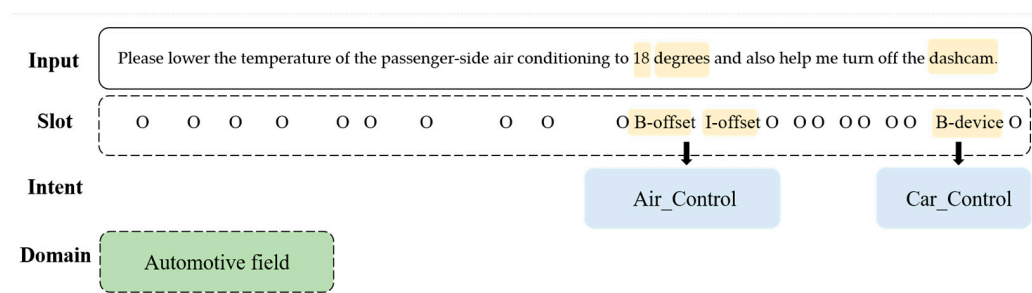 Input Please lower the temperature of the passenger-side air conditioning to 18 degrees and also help me turn off the dashcam.
Slot O O O O O O O O O O B-offset I-offset O O O O O O O B-device O
Intent Air_Control Car_Control
Domain Automotive field